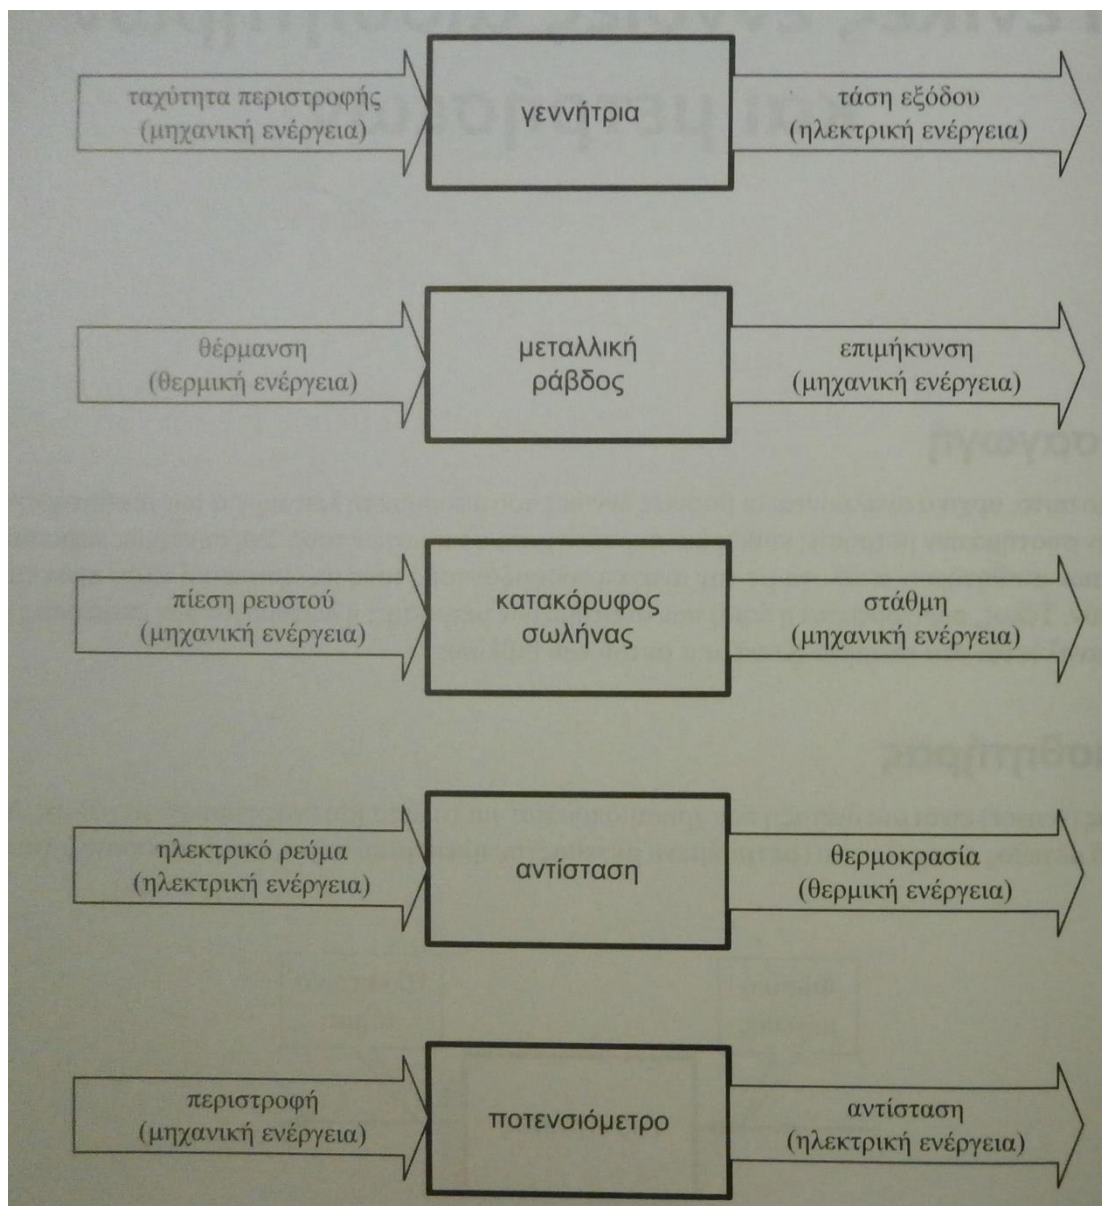 ταχύτητα περιστροφής
(μηχανική ενέργεια)
γεννήτρια
τάση εξόδου
(ηλεκτρική ενέργεια)
θέρμανση
(θερμική ενέργεια)
μεταλλική
ράβδος
επιμήκυνση
(μηχανική ενέργεια)
πίεση ρευστού
(μηχανική ενέργεια)
κατακόρυφος
σωλήνας
στάθμη
(μηχανική ενέργεια)
ηλεκτρικό ρεύμα
(ηλεκτρική ενέργεια)
αντίσταση
θερμοκρασία
(θερμική ενέργεια)
περιστροφή
(μηχανική ενέργεια)
ποτενσιόμετρο
αντίσταση
(ηλεκτρική ενέργεια)